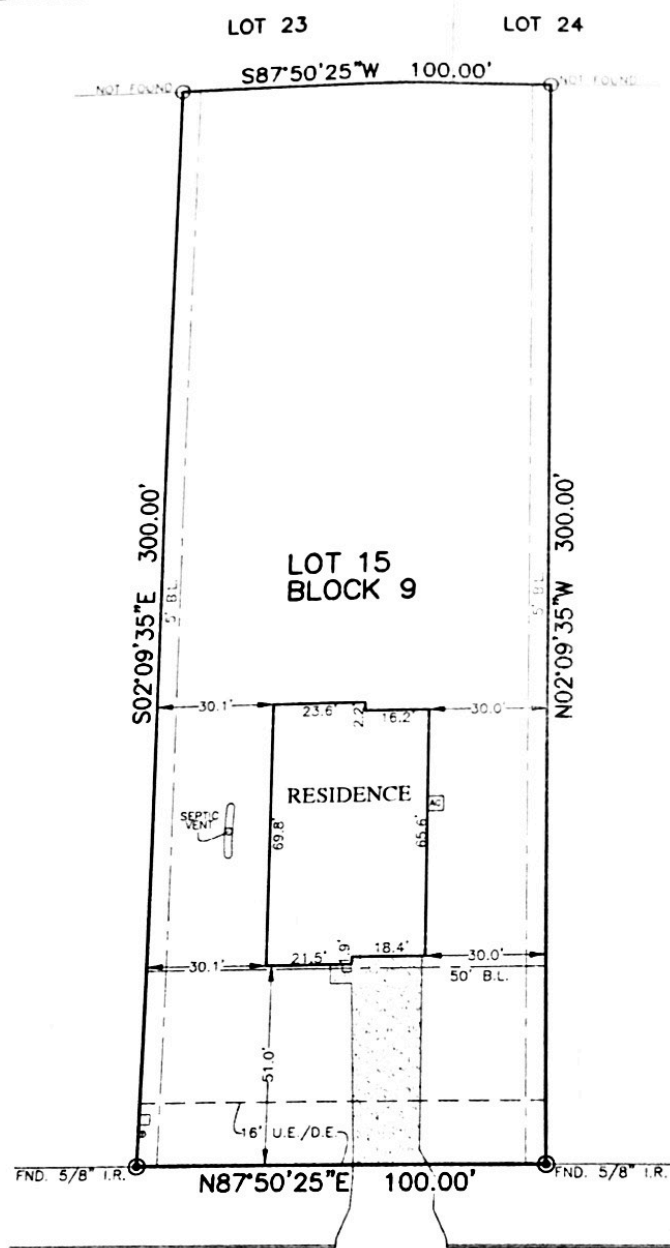 LOT 23
LOT 24
S87°50'25"W 100.00'
NOT FOUND
NOT FOUND
S02°09'35"E 300.00'
N02°09'35"W 300.00'
5' B.L.
5' B.L.
LOT 15
BLOCK 9
30.1'
23.6'
2.2'
16.2'
30.0'
RESIDENCE
AC
SEPTIC
VENT
69.8'
65.6'
30.1'
21.5'
1.9'
18.4'
30.0'
50' B.L.
51.0'
16' U.E./D.E.
FND. 5/8" I.R.
N87°50'25"E 100.00'
FND. 5/8" I.R.